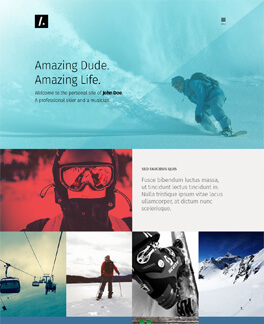 Amazing Dude.
Amazing Life.
Welcome to the personal site of John Doe
A professional skier and a musician
SED FAUCIBUS QUIS
Fusce bibendum lectus massa,
ut tincidunt lectus tincidunt in.
Nulla tristique ipsum vitae lacus
ullamcorper, at dictum nunc
scelerisque.